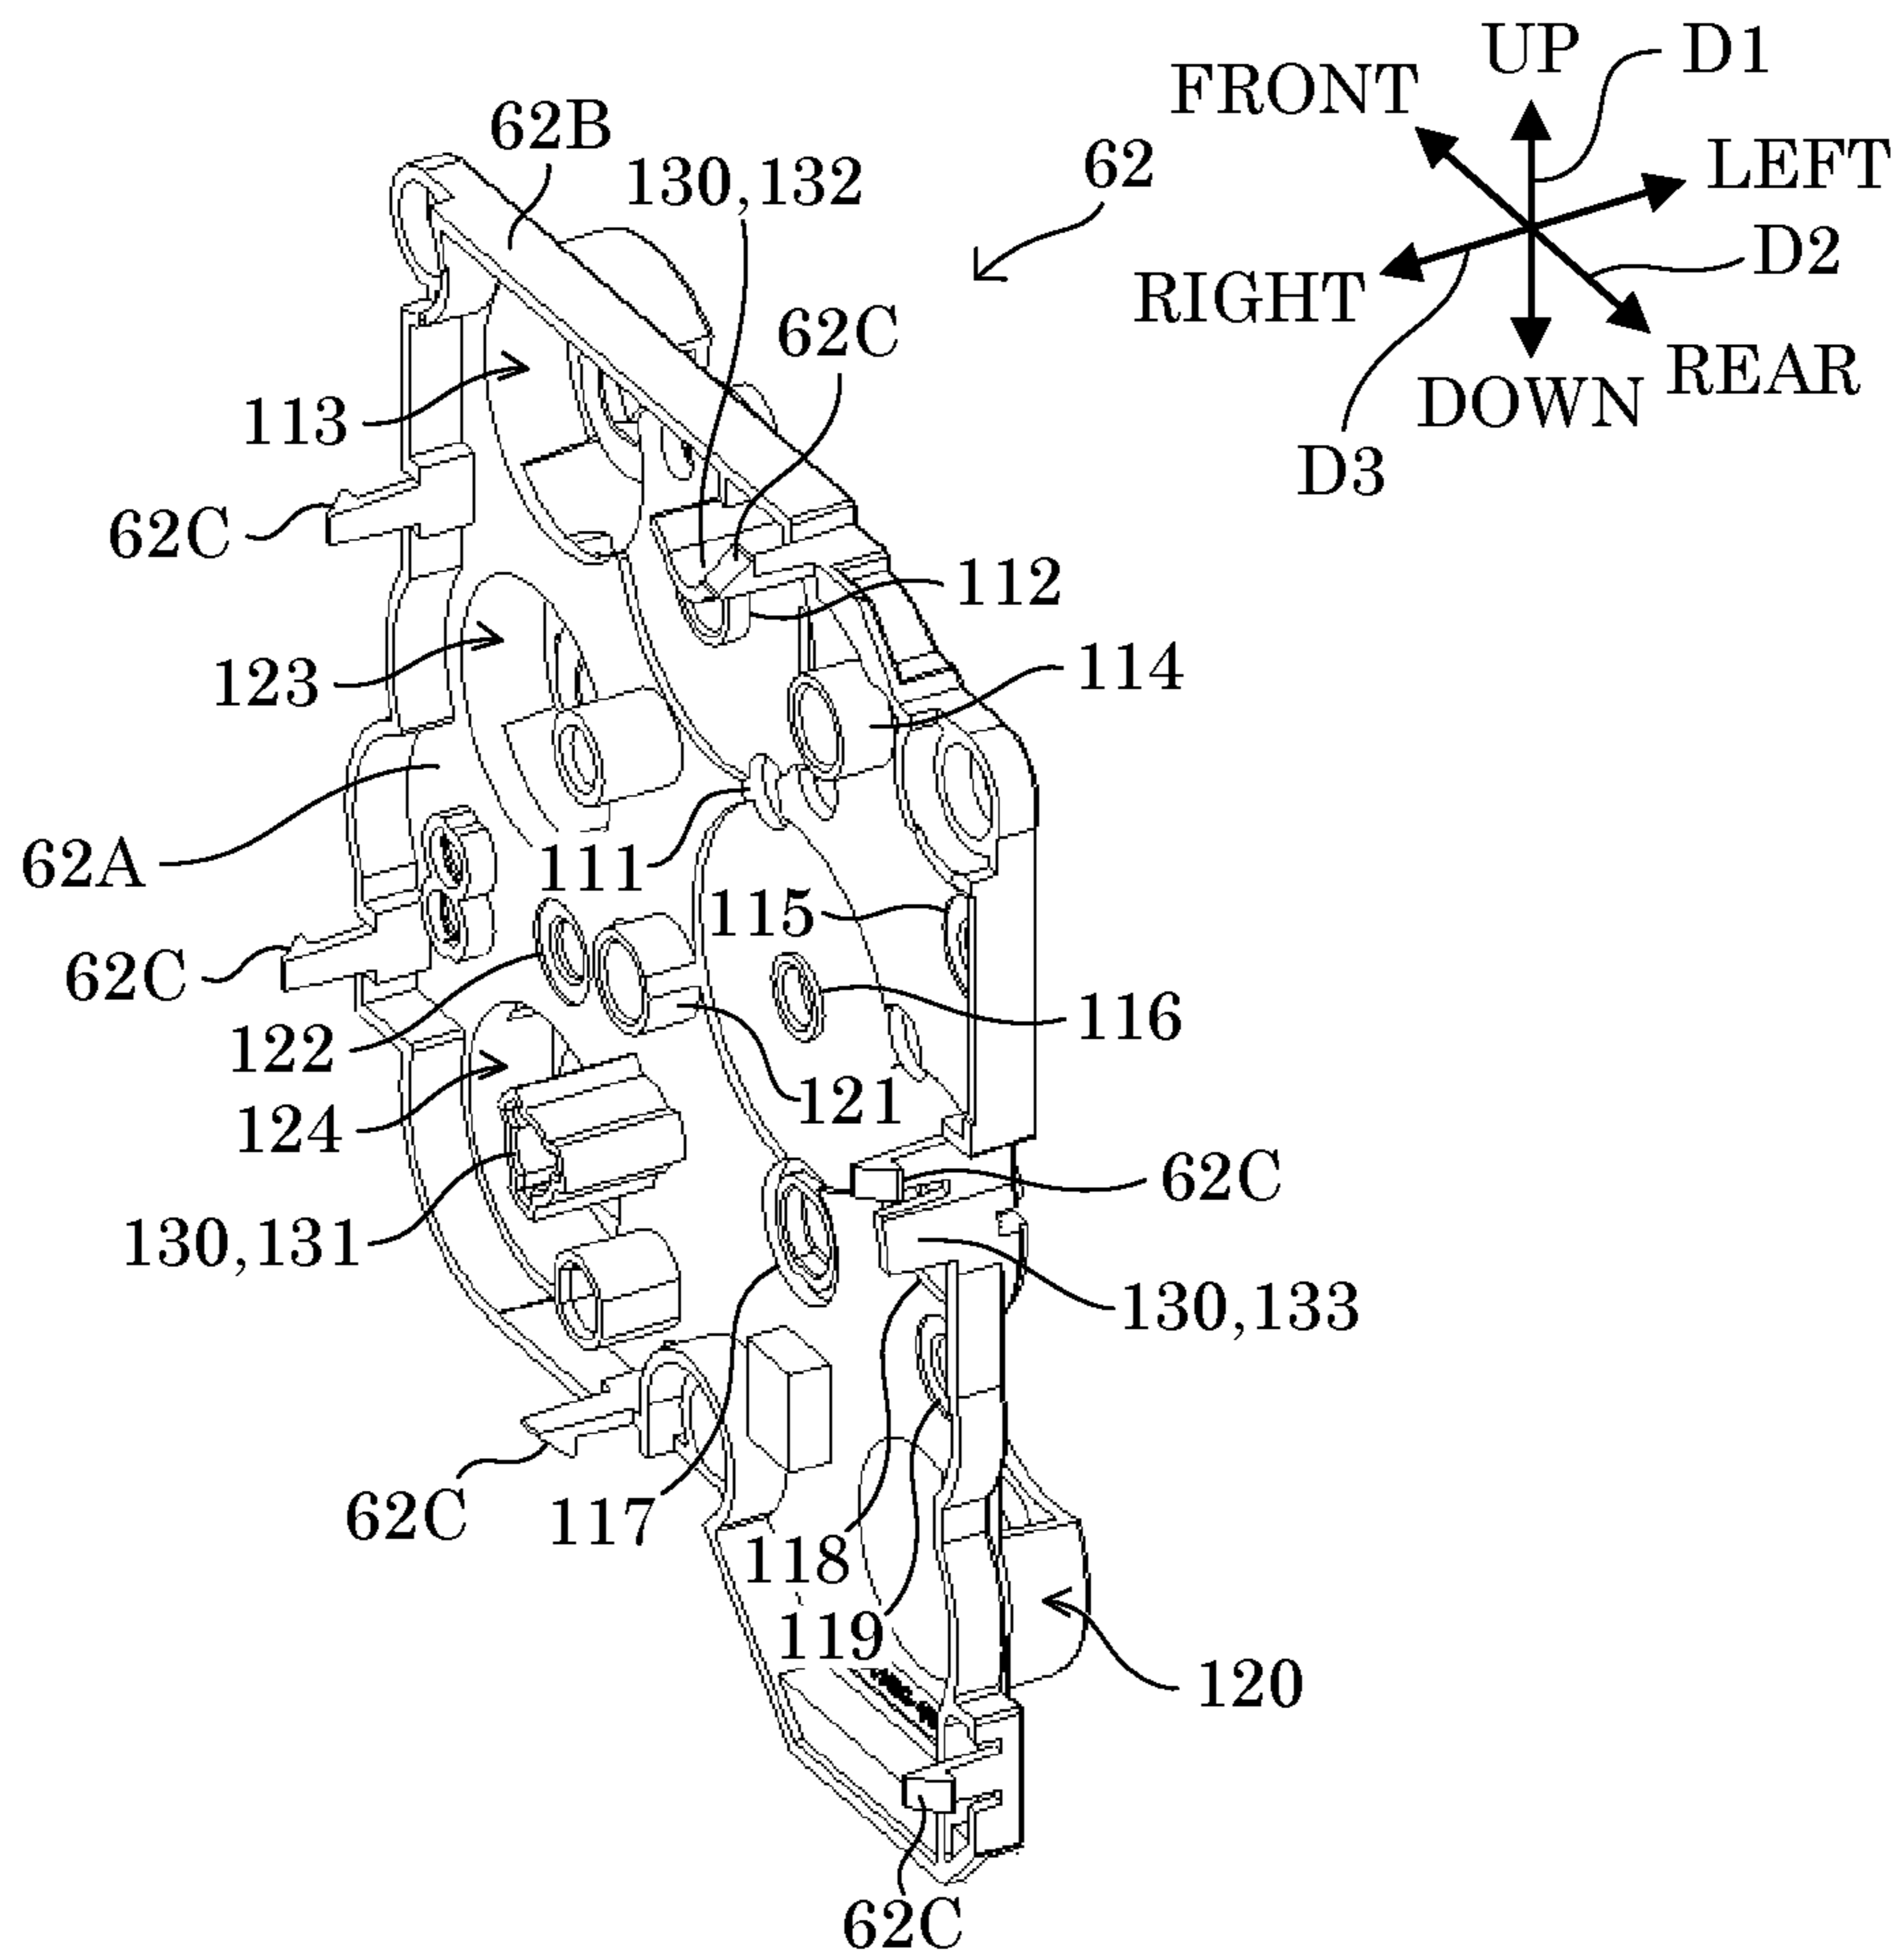 UP
D1
FRONT
62B
62
LEFT
130,132
D2
RIGHT
62C
REAR
DOWN
113
D3
62C
112
123
114
62A
111
115
62C
116
122
121
124
62C
130,131
130,133
62C
117
118
119
120
62C